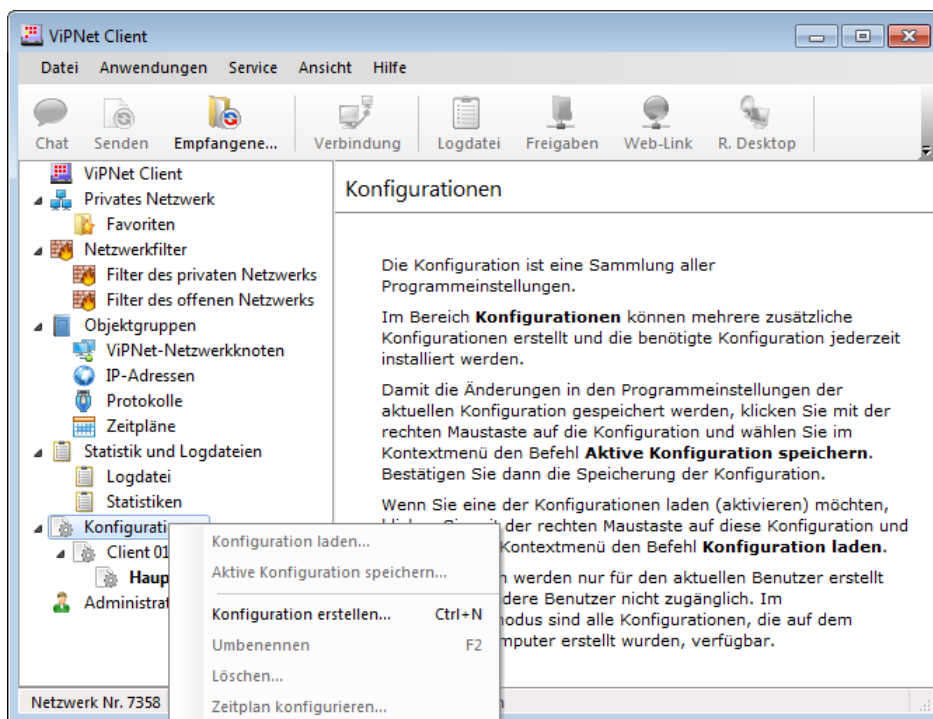 ViPNet Client
Datei Anwendungen Service Ansicht Hilfe
Chat Senden Empfangene... Verbindung Logdatei Freigaben Web-Link R. Desktop
ViPNet Client
Privates Netzwerk
Favoriten
Netzwerkfilter
Filter des privaten Netzwerks
Filter des offenen Netzwerks
Objektgruppen
ViPNet-Netzwerkknoten
IP-Adressen
Protokolle
Zeitpläne
Statistik und Logdateien
Logdatei
Statistiken
Konfigurati
Client 01
Haup
Administrat
Konfigurationen
Die Konfiguration ist eine Sammlung aller
Programmeinstellungen.
Im Bereich Konfigurationen können mehrere zusätzliche
Konfigurationen erstellt und die benötigte Konfiguration jederzeit
installiert werden.
Damit die Änderungen in den Programmeinstellungen der
aktuellen Konfiguration gespeichert werden, klicken Sie mit der
rechten Maustaste auf die Konfiguration und wählen Sie im
Kontextmenü den Befehl Aktive Konfiguration speichern.
Bestätigen Sie dann die Speicherung der Konfiguration.
Wenn Sie eine der Konfigurationen laden (aktivieren) möchten,
der rechten Maustaste auf diese Konfiguration und
Kontextmenü den Befehl Konfiguration laden.
werden nur für den aktuellen Benutzer erstellt
dere Benutzer nicht zugänglich. Im
odus sind alle Konfigurationen, die auf dem
mputer erstellt wurden, verfügbar.
Konfiguration laden...
Aktive Konfiguration speichern...
Konfiguration erstellen... Ctrl+N
Umbenennen F2
Löschen...
Zeitplan konfigurieren...
Netzwerk Nr. 7358